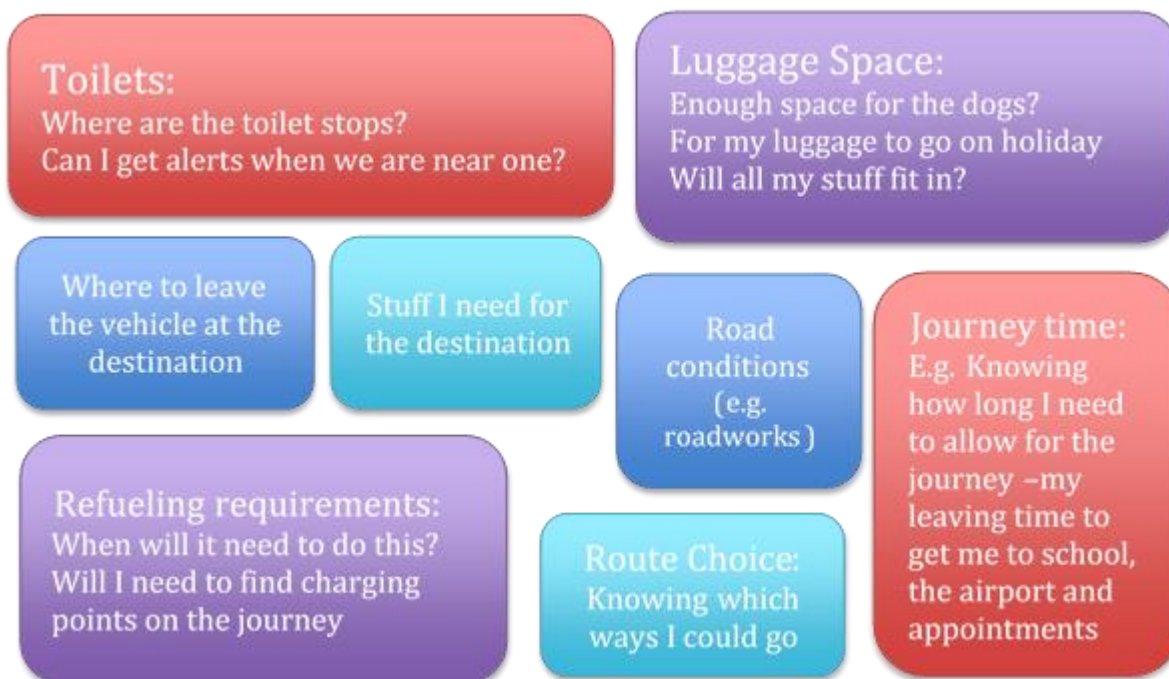 Toilets:
Where are the toilet stops?
Can I get alerts when we are near one?
Luggage Space:
Enough space for the dogs?
For my luggage to go on holiday
Will all my stuff fit in?
Where to leave
the vehicle at the
destination
Stuff I need for
the destination
Road
conditions
(e.g.
roadworks)
Journey time:
E.g. Knowing
how long I need
to allow for the
journey –my
leaving time to
get me to school,
the airport and
appointments
Refueling requirements:
When will it need to do this?
Will I need to find charging
points on the journey
Route Choice:
Knowing which
ways I could go